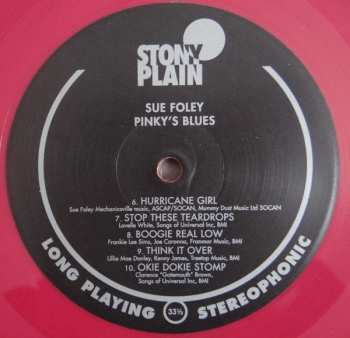 STONY
PLAIN
SUE FOLEY
PINKY'S BLUES
6. HURRICANE GIRL
Sue Foley Mechanicsville music, ASCAP/SOCAN, Mummy Dust Music Ltd SOCAN
7. STOP THESE TEARDROPS
Lavelle White, Songs of Universal Inc, BMI
8. BOOGIE REAL LOW
Frankie Lee Sims, Joe Coronna, Fransmar Music, BMI
9. THINK IT OVER
Lillie Mae Donley, Kenny James, Treetop Music, BMI
10. OKIE DOKIE STOMP
Clarence "Gatemouth" Brown,
Songs of Universal Inc, BMI
LONG PLAYING 33⅓ STEREOPHONIC